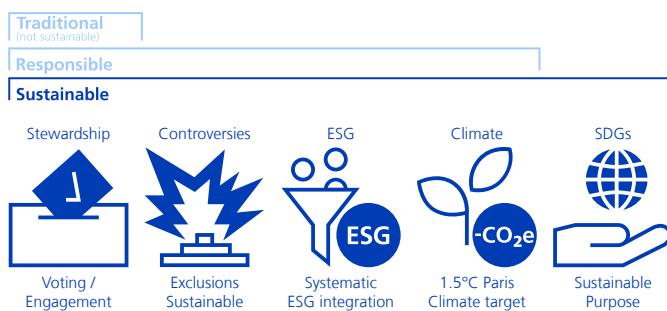 Traditional
(not sustainable)
Responsible
Sustainable
Stewardship
Controversies
ESG
Climate
SDGs
ESG
-CO₂e
Voting /
Engagement
Exclusions
Sustainable
Systematic
ESG integration
1.5°C Paris
Climate target
Sustainable
Purpose